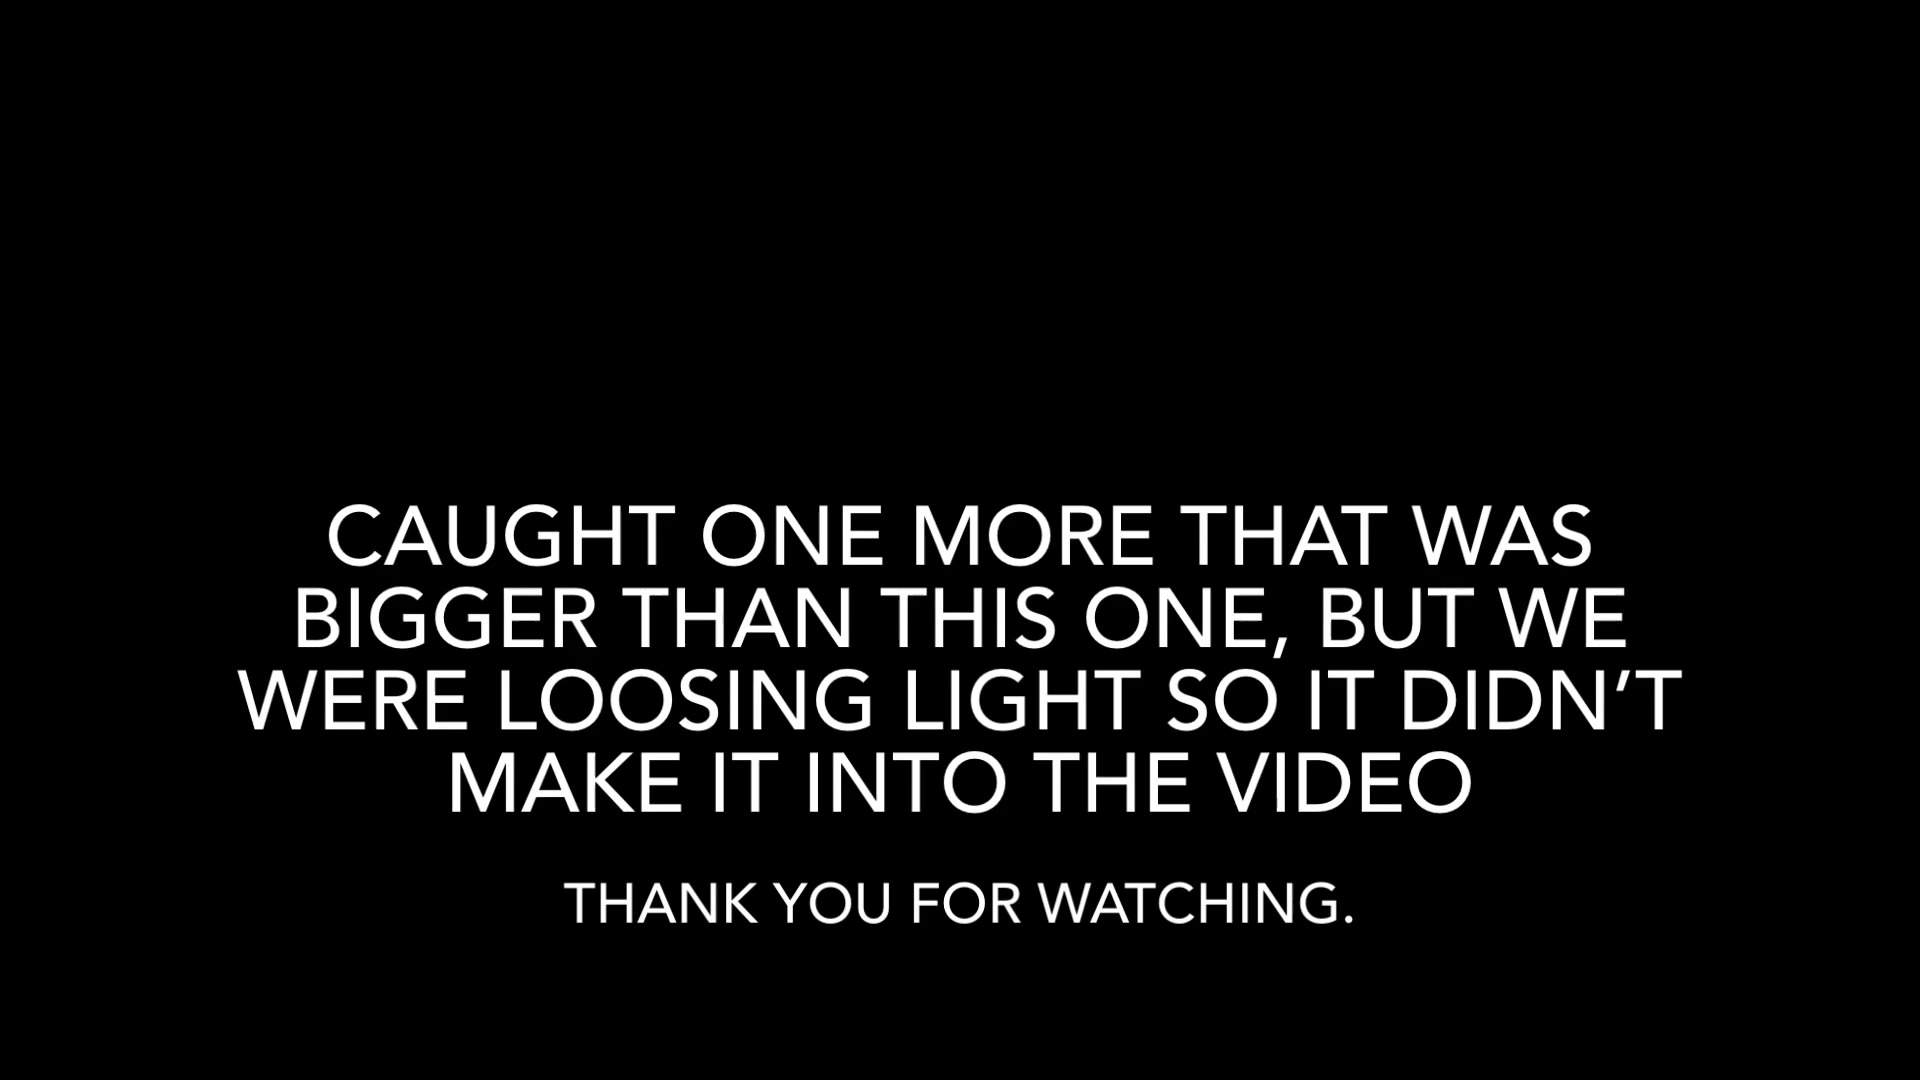 CAUGHT ONE MORE THAT WAS
BIGGER THAN THIS ONE, BUT WE
WERE LOOSING LIGHT SO IT DIDN’T
MAKE IT INTO THE VIDEO
THANK YOU FOR WATCHING.